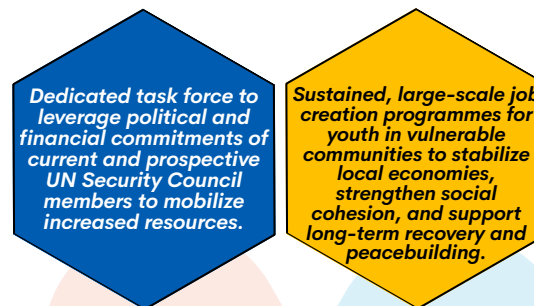 Dedicated task force to
leverage political and
financial commitments of
current and prospective
UN Security Council
members to mobilize
increased resources.
Sustained, large-scale job
creation programmes for
youth in vulnerable
communities to stabilize
local economies,
strengthen social
cohesion, and support
long-term recovery and
peacebuilding.